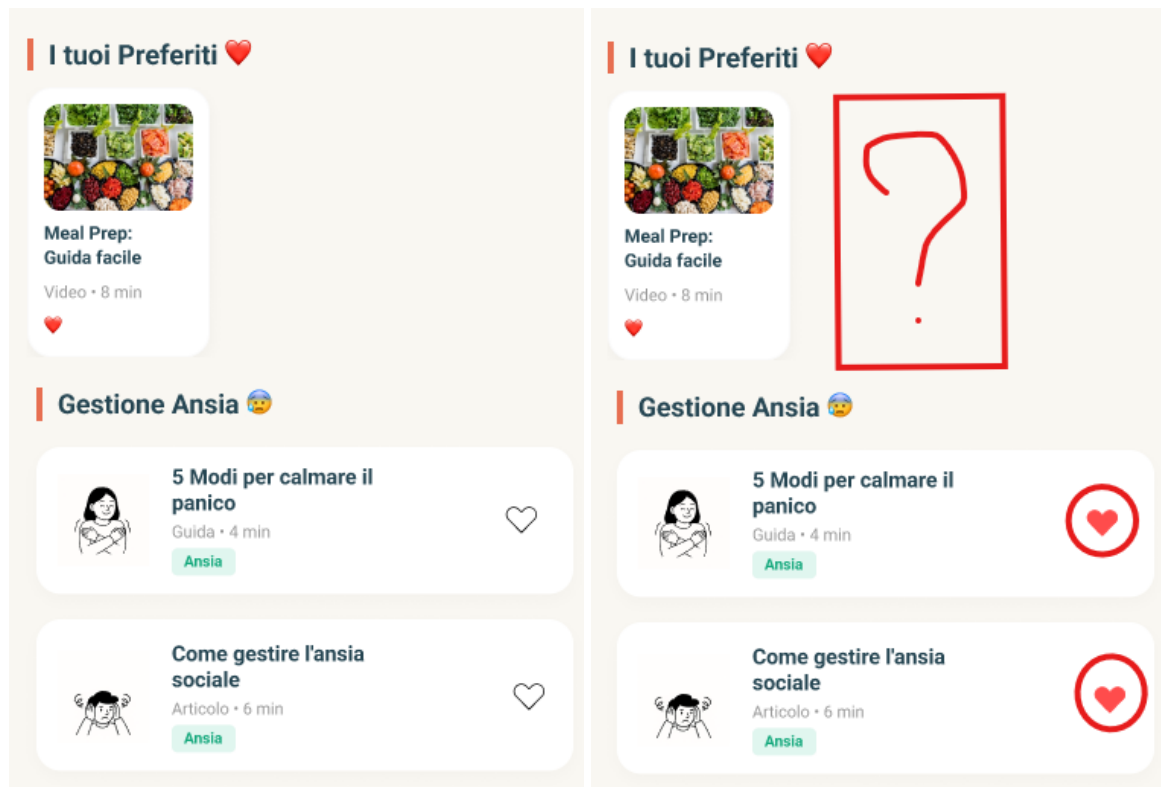 I tuoi Preferiti ❤️
Meal Prep:
Guida facile
Video • 8 min
❤️
Gestione Ansia 😰
5 Modi per calmare il
panico
Guida • 4 min
Ansia
Come gestire l'ansia
sociale
Articolo • 6 min
Ansia
I tuoi Preferiti ❤️
Meal Prep:
Guida facile
Video • 8 min
❤️
?
Gestione Ansia 😰
5 Modi per calmare il
panico
Guida • 4 min
Ansia
Come gestire l'ansia
sociale
Articolo • 6 min
Ansia